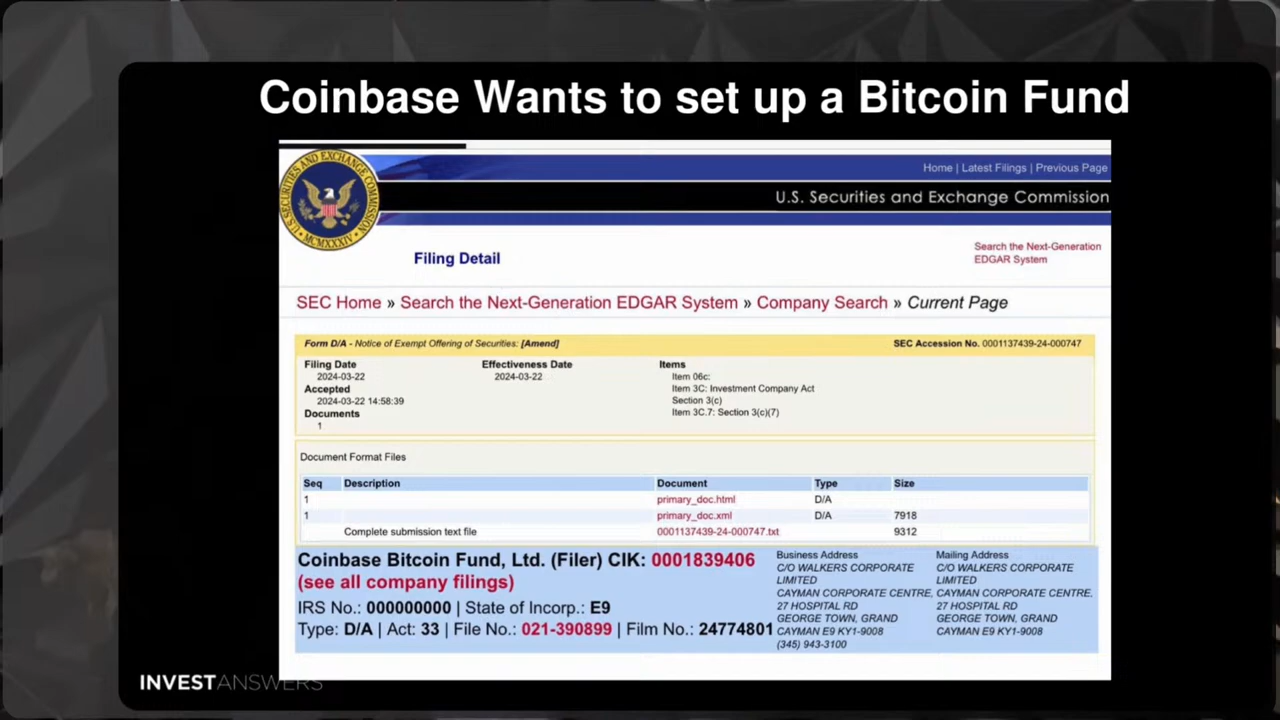 Coinbase Wants to set up a Bitcoin Fund
U.S. SECURITIES AND EXCHANGE COMMISSION
MCMXXXIV
Home | Latest Filings | Previous Page
U.S. Securities and Exchange Commission
Search the Next-Generation
EDGAR System
Filing Detail
SEC Home » Search the Next-Generation EDGAR System » Company Search » Current Page
Form D/A - Notice of Exempt Offering of Securities: [Amend] SEC Accession No. 0001137439-24-000747
Filing Date
2024-03-22
Accepted
2024-03-22 14:58:39
Documents
1
Effectiveness Date
2024-03-22
Items
Item 06c:
Item 3C: Investment Company Act
Section 3(c)
Item 3C.7: Section 3(c)(7)
Document Format Files
Seq Description Document Type Size
1 primary_doc.html D/A
1 primary_doc.xml D/A 7918
Complete submission text file 0001137439-24-000747.txt 9312
Coinbase Bitcoin Fund, Ltd. (Filer) CIK: 0001839406
(see all company filings)
IRS No.: 000000000 | State of Incorp.: E9
Type: D/A | Act: 33 | File No.: 021-390899 | Film No.: 24774801
Business Address
C/O WALKERS CORPORATE
LIMITED
CAYMAN CORPORATE CENTRE,
27 HOSPITAL RD
GEORGE TOWN, GRAND
CAYMAN E9 KY1-9008
(345) 943-3100
Mailing Address
C/O WALKERS CORPORATE
LIMITED
CAYMAN CORPORATE CENTRE.
27 HOSPITAL RD
GEORGE TOWN, GRAND
CAYMAN E9 KY1-9008
INVESTANSWERS